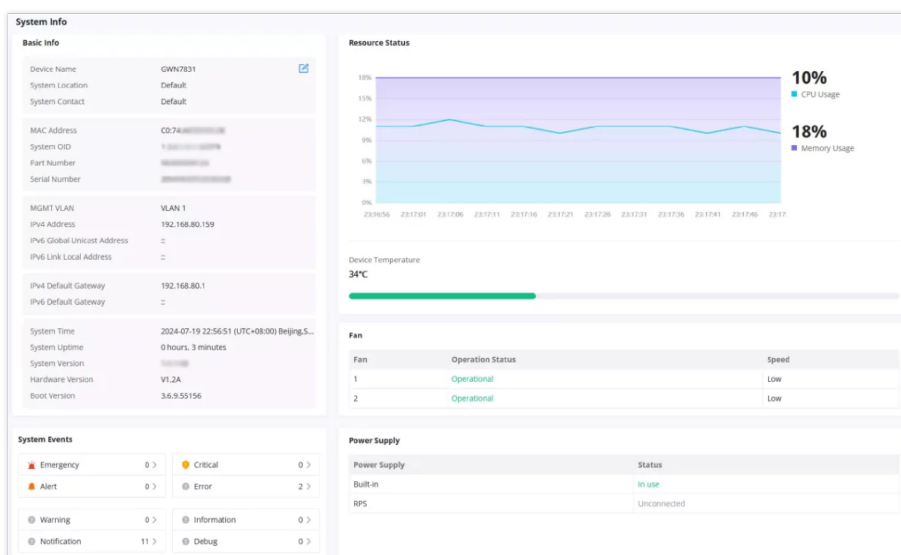 System Info
Basic Info
Device Name GWN7831
System Location Default
System Contact Default
MAC Address C0:74:
System OID
Part Number
Serial Number
MGMT VLAN VLAN 1
IPv4 Address 192.168.80.159
IPv6 Global Unicast Address ::
IPv6 Link Local Address ::
IPv4 Default Gateway 192.168.80.1
IPv6 Default Gateway ::
System Time 2024-07-19 22:56:51 (UTC+08:00) Beijing,S...
System Uptime 0 hours, 3 minutes
System Version
Hardware Version V1.2A
Boot Version 3.6.9.55156
System Events
Emergency 0
Critical 0
Alert 0
Error 2
Warning 0
Information 0
Notification 11
Debug 0
Resource Status
18%
15%
12%
9%
6%
3%
0%
23:16:56 23:17:01 23:17:06 23:17:11 23:17:16 23:17:21 23:17:26 23:17:31 23:17:36 23:17:41 23:17:46 23:17
10%
CPU Usage
18%
Memory Usage
Device Temperature
34℃
Fan
Fan Operation Status Speed
1 Operational Low
2 Operational Low
Power Supply
Power Supply Status
Built-in In use
RPS Unconnected